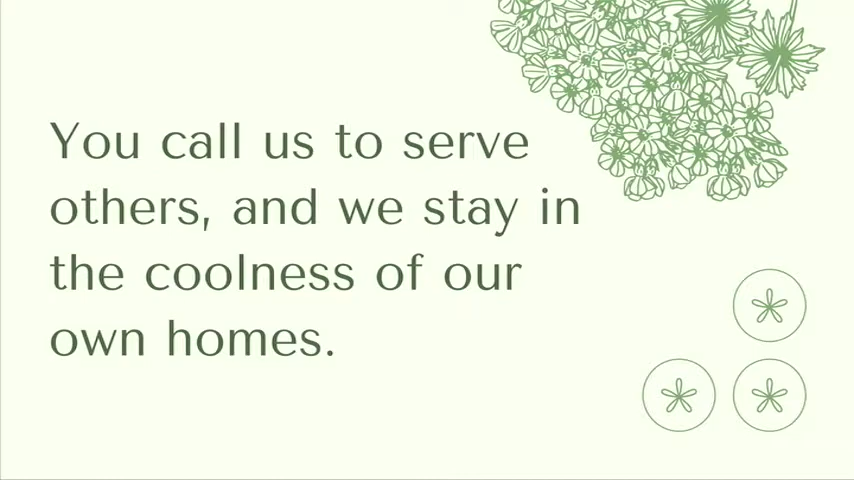 You call us to serve
others, and we stay in
the coolness of our
own homes.